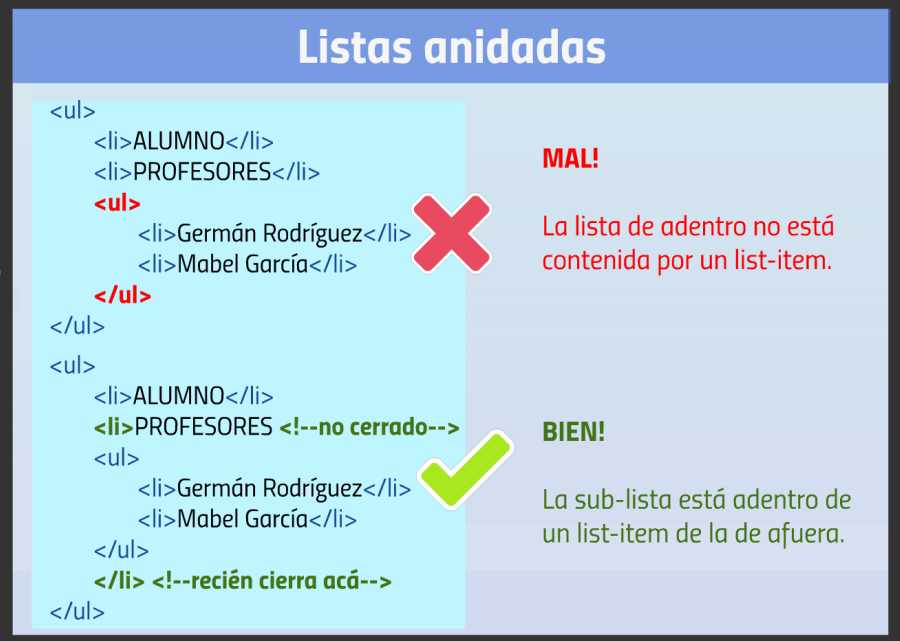 Listas anidadas
<ul>
<li>ALUMNO</li>
<li>PROFESORES</li>
<ul>
<li>Germán Rodríguez</li>
<li>Mabel García</li>
</ul>
</ul>
MAL!
La lista de adentro no está
contenida por un list-item.
<ul>
<li>ALUMNO</li>
<li>PROFESORES <!--no cerrado-->
<ul>
<li>Germán Rodríguez</li>
<li>Mabel García</li>
</ul>
</li> <!--recién cierra acá-->
</ul>
BIEN!
La sub-lista está adentro de
un list-item de la de afuera.